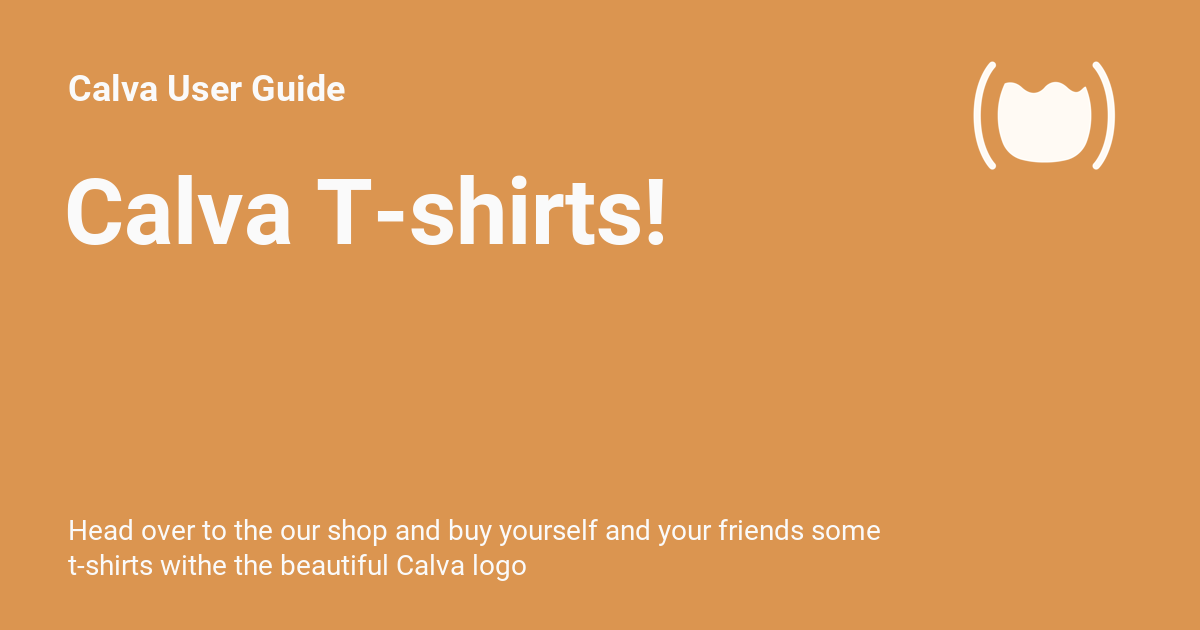 Calva User Guide
Calva T-shirts!
Head over to the our shop and buy yourself and your friends some
t-shirts withe the beautiful Calva logo